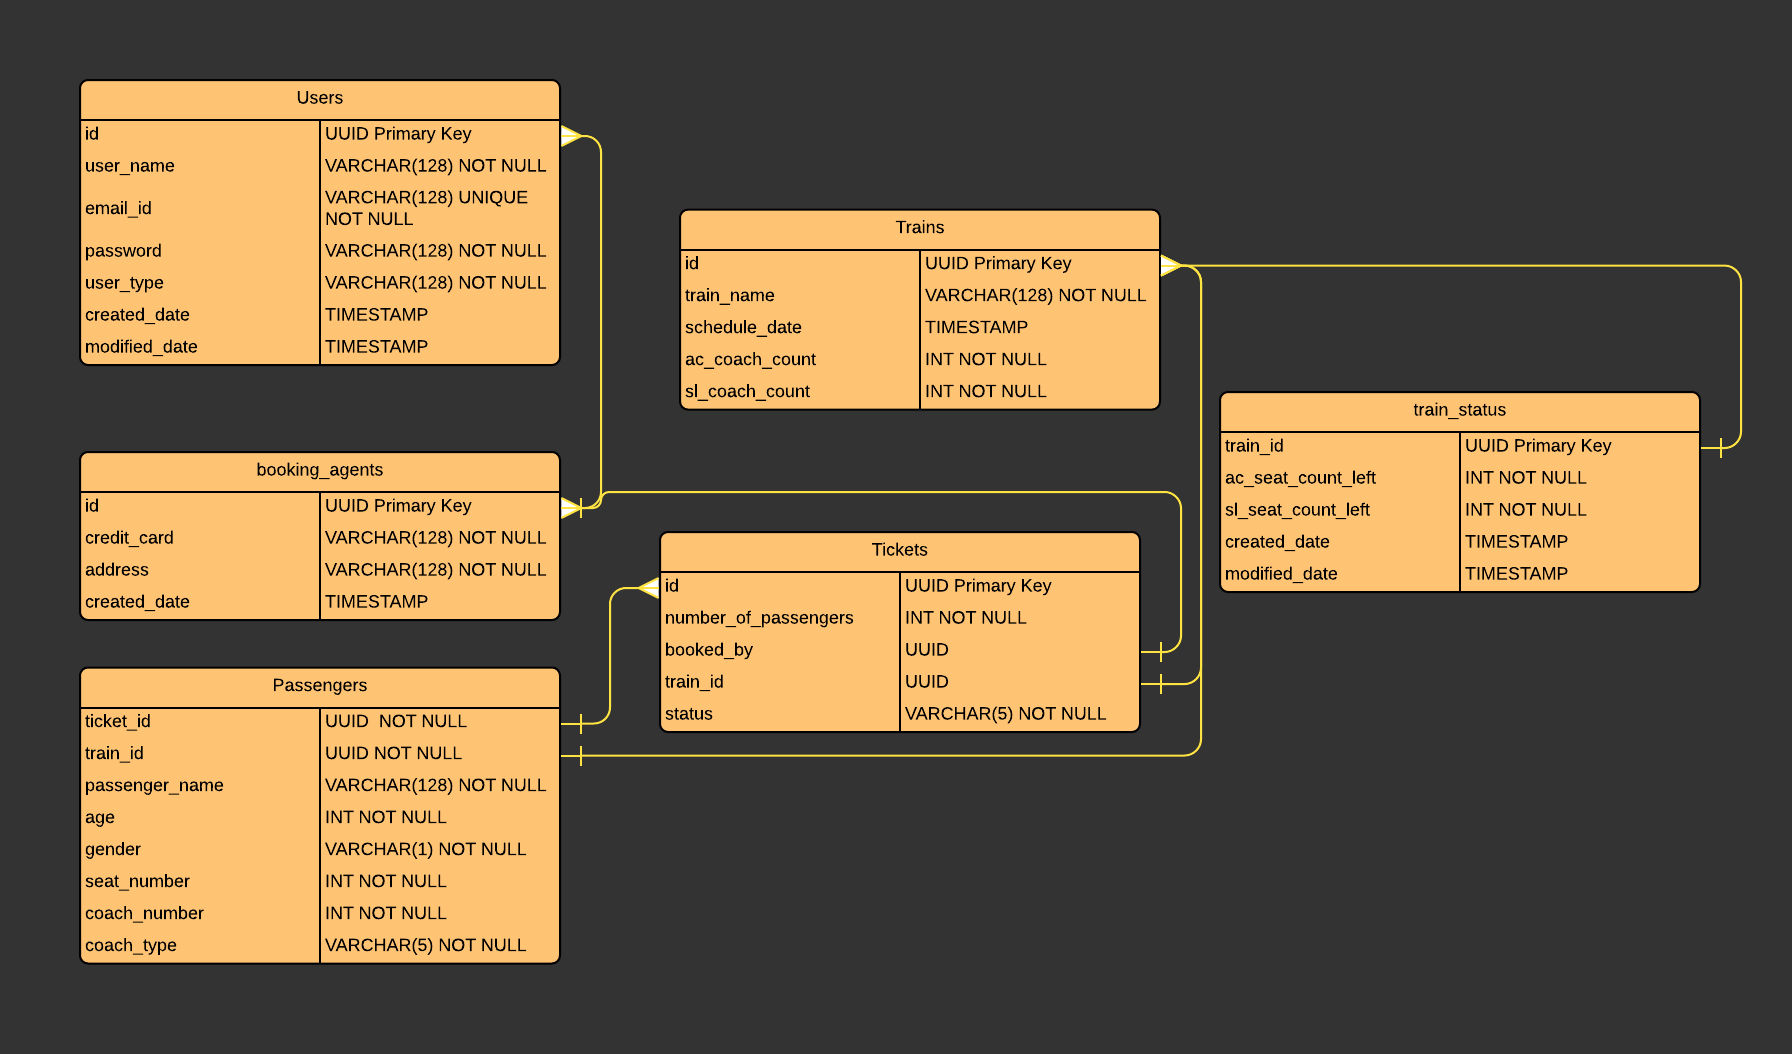 Users
id UUID Primary Key
user_name VARCHAR(128) NOT NULL
email_id VARCHAR(128) UNIQUE
NOT NULL
password VARCHAR(128) NOT NULL
user_type VARCHAR(128) NOT NULL
created_date TIMESTAMP
modified_date TIMESTAMP
Trains
id UUID Primary Key
train_name VARCHAR(128) NOT NULL
schedule_date TIMESTAMP
ac_coach_count INT NOT NULL
sl_coach_count INT NOT NULL
train_status
train_id UUID Primary Key
ac_seat_count_left INT NOT NULL
sl_seat_count_left INT NOT NULL
created_date TIMESTAMP
modified_date TIMESTAMP
booking_agents
id UUID Primary Key
credit_card VARCHAR(128) NOT NULL
address VARCHAR(128) NOT NULL
created_date TIMESTAMP
Tickets
id UUID Primary Key
number_of_passengers INT NOT NULL
booked_by UUID
train_id UUID
status VARCHAR(5) NOT NULL
Passengers
ticket_id UUID  NOT NULL
train_id UUID NOT NULL
passenger_name VARCHAR(128) NOT NULL
age INT NOT NULL
gender VARCHAR(1) NOT NULL
seat_number INT NOT NULL
coach_number INT NOT NULL
coach_type VARCHAR(5) NOT NULL